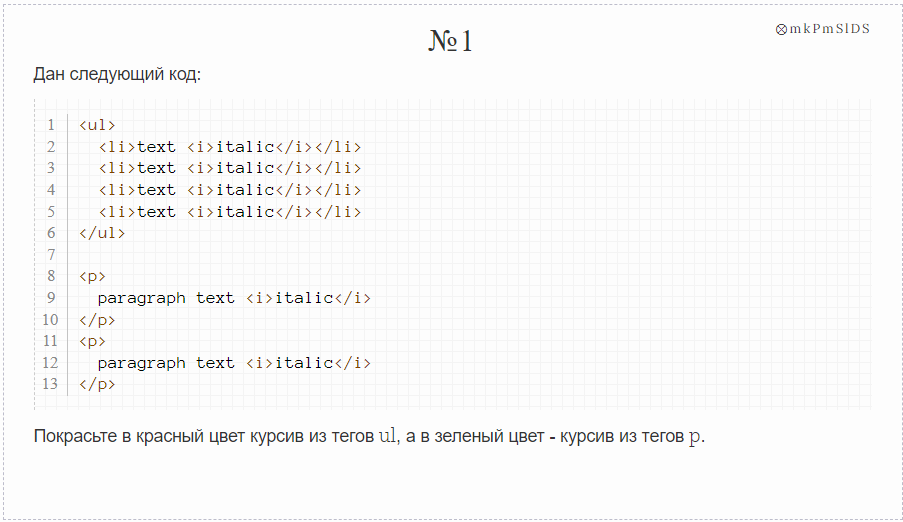 №1
⊗mkPmSlDS
Дан следующий код:
1 <ul>
2 <li>text <i>italic</i></li>
3 <li>text <i>italic</i></li>
4 <li>text <i>italic</i></li>
5 <li>text <i>italic</i></li>
6 </ul>
7
8 <p>
9 paragraph text <i>italic</i>
10 </p>
11 <p>
12 paragraph text <i>italic</i>
13 </p>
Покрасьте в красный цвет курсив из тегов ul, а в зеленый цвет - курсив из тегов p.